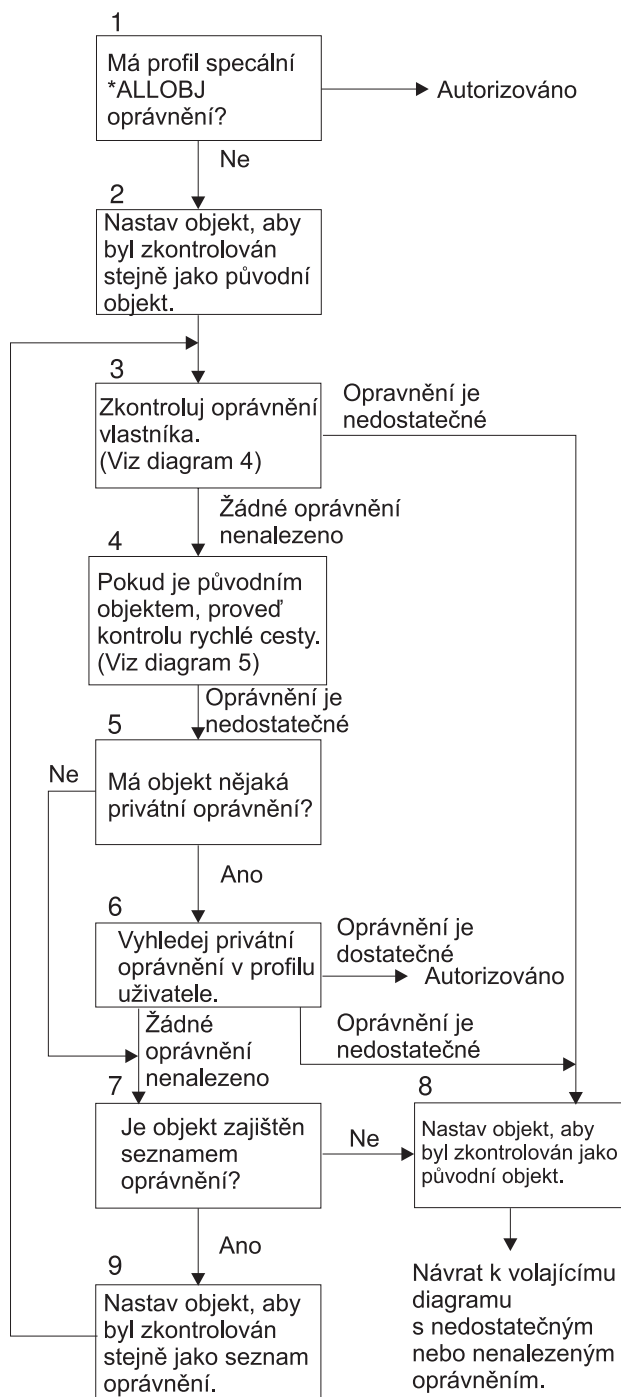 1
Má profil specální
*ALLOBJ
oprávnění?
Autorizováno
Ne
2
Nastav objekt, aby
byl zkontrolován
stejně jako původní
objekt.
3
Zkontroluj oprávnění
vlastníka.
(Viz diagram 4)
Opravnění je
nedostatečné
Žádné oprávnění
nenalezeno
4
Pokud je původním
objektem, proveď
kontrolu rychlé cesty.
(Viz diagram 5)
Oprávnění je
nedostatečné
5
Ne
Má objekt nějaká
privátní oprávnění?
Ano
6
Vyhledej privátní
oprávnění v profilu
uživatele.
Oprávnění je
dostatečné
Autorizováno
Žádné
oprávnění
nenalezeno
Oprávnění je
nedostatečné
7
Je objekt zajištěn
seznamem
oprávnění?
Ne
8
Nastav objekt, aby
byl zkontrolován jako
původní objekt.
Ano
9
Nastav objekt, aby
byl zkontrolován
stejně jako seznam
oprávnění.
Návrat k volajícímu
diagramu
s nedostatečným
nebo nenalezeným
oprávněním.